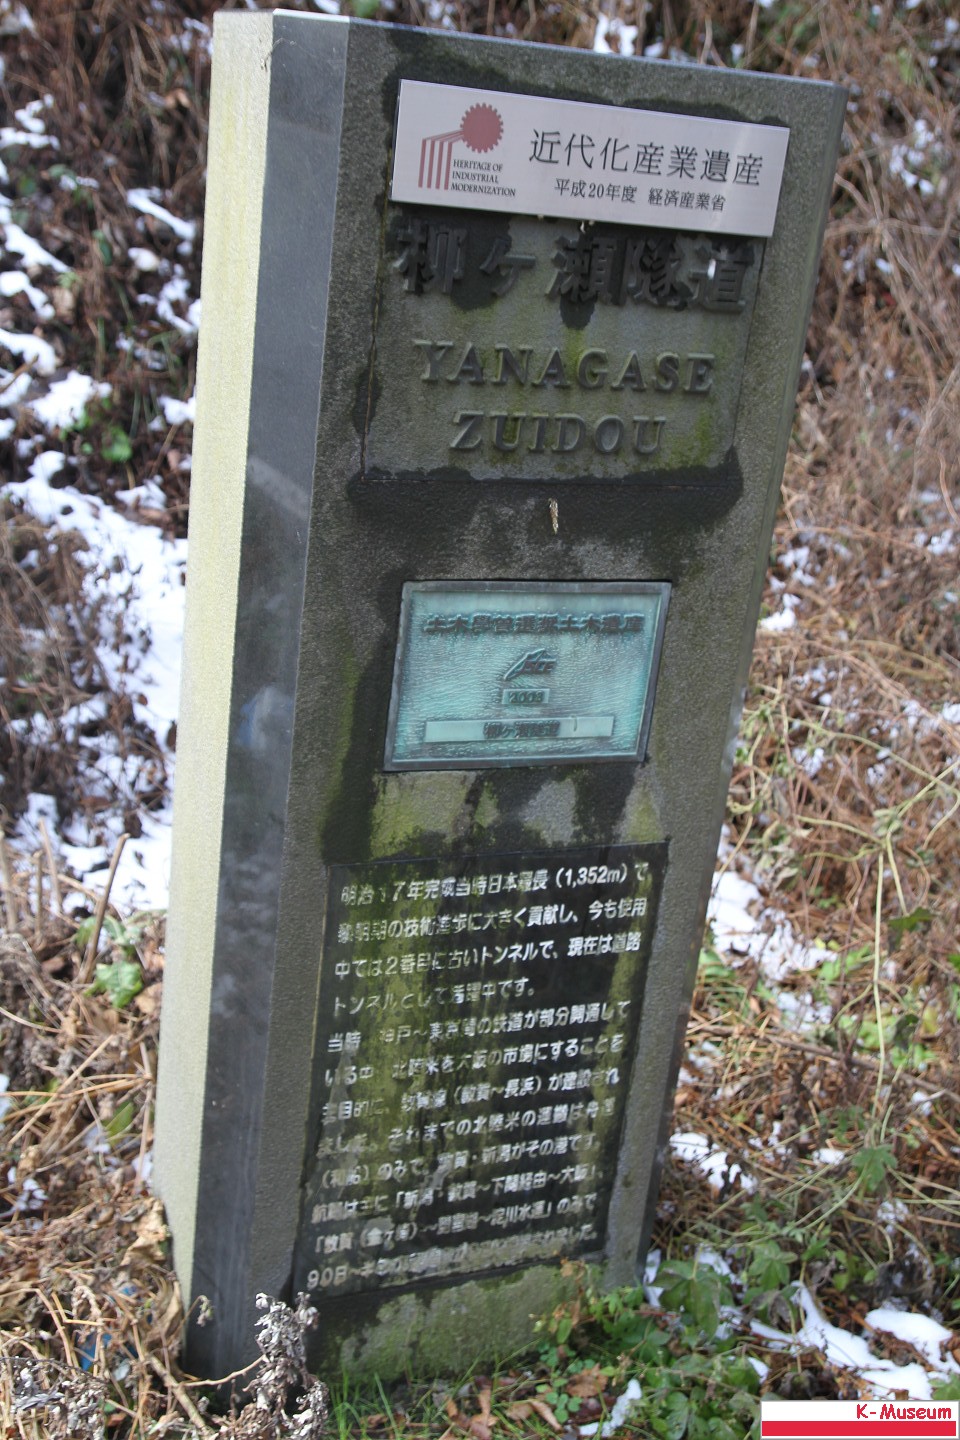 近代化産業遺産
HERITAGE OF
INDUSTRIAL
MODERNIZATION
平成20年度 経済産業省
柳ヶ瀬隧道
YANAGASE
ZUIDOU
土木學會選奨土木遺産
JSCE
2003
柳ヶ瀬隧道
明治17年完成当時日本最長(1,352m)で
黎明期の技術進歩に大きく貢献し、今も使用
中では2番目に古いトンネルで、現在は道路
トンネルとして活躍中です。
当時 神戸〜東京間の鉄道が部分開通して
いる中 北陸米を大阪の市場にすることを
主目的に、敦賀線(敦賀〜長浜)が建設され
ました。それまでの北陸米の運搬は舟運
(和船)のみで、敦賀・新潟がその港です。
航路は主に「新潟・敦賀〜下関経由〜大阪」、
「敦賀(金ヶ崎)〜琵琶湖〜淀川水運」のみで
90日〜
K-Museum